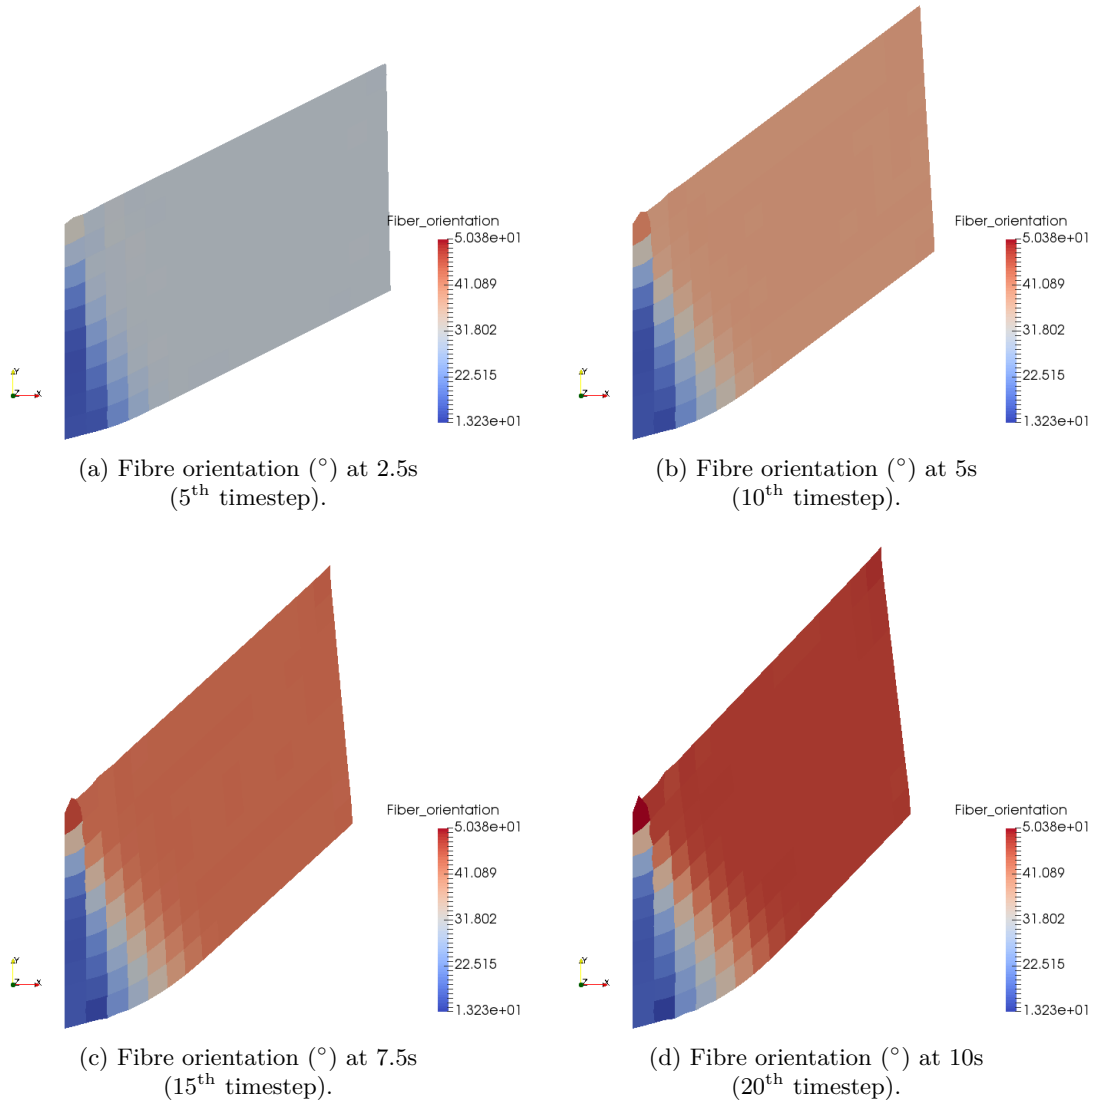 Fiber_orientation
5.038e+01
41.089
31.802
22.515
1.323e+01
Y
Z
X
(a) Fibre orientation (°) at 2.5s
(5th timestep).
Fiber_orientation
5.038e+01
41.089
31.802
22.515
1.323e+01
Y
Z
X
(b) Fibre orientation (°) at 5s
(10th timestep).
Fiber_orientation
5.038e+01
41.089
31.802
22.515
1.323e+01
Y
Z
X
(c) Fibre orientation (°) at 7.5s
(15th timestep).
Fiber_orientation
5.038e+01
41.089
31.802
22.515
1.323e+01
Y
Z
X
(d) Fibre orientation (°) at 10s
(20th timestep).